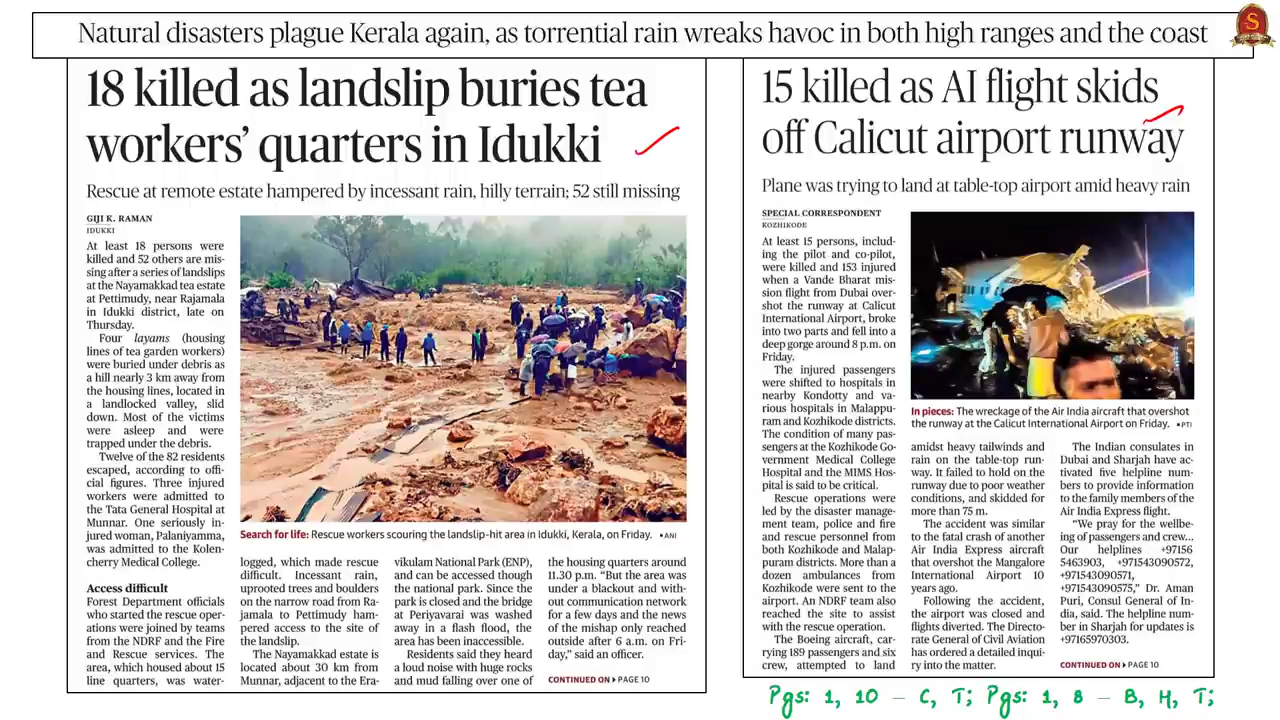 Natural disasters plague Kerala again, as torrential rain wreaks havoc in both high ranges and the coast
S
18 killed as landslip buries tea
workers' quarters in Idukki
Rescue at remote estate hampered by incessant rain, hilly terrain; 52 still missing
GIJI K. RAMAN
IDUKKI
At least 18 persons were
killed and 52 others are mis-
sing after a series of landslips
at the Nayamakkad tea estate
at Pettimudy, near Rajamala
in Idukki district, late on
Thursday.
Four layams (housing
lines of tea garden workers)
were buried under debris as
a hill nearly 3 km away from
the housing lines, located in
a landlocked valley, slid
down. Most of the victims
were asleep and were
trapped under the debris.
Twelve of the 82 residents
escaped, according to offi-
cial figures. Three injured
workers were admitted to
the Tata General Hospital at
Munnar. One seriously in-
jured woman, Palaniyamma,
was admitted to the Kolen-
cherry Medical College.
Access difficult
Forest Department officials
who started the rescue oper-
ations were joined by teams
from the NDRF and the Fire
and Rescue services. The
area, which housed about 15
line quarters, was water-
Search for life: Rescue workers scouring the landslip-hit area in Idukki, Kerala, on Friday. •ANI
logged, which made rescue
difficult. Incessant rain,
uprooted trees and boulders
on the narrow road from Ra-
jamala to Pettimudy ham-
pered access to the site of
the landslip.
The Nayamakkad estate is
located about 30 km from
Munnar, adjacent to the Era-
vikulam National Park (ENP),
and can be accessed though
the national park. Since the
park is closed and the bridge
at Periyavarai was washed
away in a flash flood, the
area has been inaccessible.
Residents said they heard
a loud noise with huge rocks
and mud falling over one of
the housing quarters around
11.30 p.m. "But the area was
under a blackout and with-
out communication network
for a few days and the news
of the mishap only reached
outside after 6 a.m. on Fri-
day," said an officer.
CONTINUED ON ▸ PAGE 10
15 killed as AI flight skids
off Calicut airport runway
Plane was trying to land at table-top airport amid heavy rain
SPECIAL CORRESPONDENT
KOZHIKODE
At least 15 persons, includ-
ing the pilot and co-pilot,
were killed and 153 injured
when a Vande Bharat mis-
sion flight from Dubai over-
shot the runway at Calicut
International Airport, broke
into two parts and fell into a
deep gorge around 8 p.m. on
Friday.
The injured passengers
were shifted to hospitals in
nearby Kondotty and va-
rious hospitals in Malappu-
ram and Kozhikode districts.
The condition of many pas-
sengers at the Kozhikode Go-
vernment Medical College
Hospital and the MIMS Hos-
pital is said to be critical.
Rescue operations were
led by the disaster manage-
ment team, police and fire
and rescue personnel from
both Kozhikode and Malap-
puram districts. More than a
dozen ambulances from
Kozhikode were sent to the
airport. An NDRF team also
reached the site to assist
with the rescue operation.
The Boeing aircraft, car-
rying 189 passengers and six
crew, attempted to land
In pieces: The wreckage of the Air India aircraft that overshot
the runway at the Calicut International Airport on Friday. •PTI
amidst heavy tailwinds and
rain on the table-top run-
way. It failed to hold on the
runway due to poor weather
conditions, and skidded for
more than 75 m.
The accident was similar
to the fatal crash of another
Air India Express aircraft
that overshot the Mangalore
International Airport 10
years ago.
Following the accident,
the airport was closed and
flights diverted. The Directo-
rate General of Civil Aviation
has ordered a detailed inqui-
ry into the matter.
The Indian consulates in
Dubai and Sharjah have ac-
tivated five helpline num-
bers to provide information
to the family members of the
Air India Express flight.
"We pray for the wellbe-
ing of passengers and crew...
Our helplines +97156
5463903, +971543090572,
+971543090571,
+971543090575," Dr. Aman
Puri, Consul General of In-
dia, said. The helpline num-
ber in Sharjah for updates is
+97165970303.
CONTINUED ON ▸ PAGE 10
Pgs: 1, 10 – C, T; Pgs: 1, 8 – B, H, T;